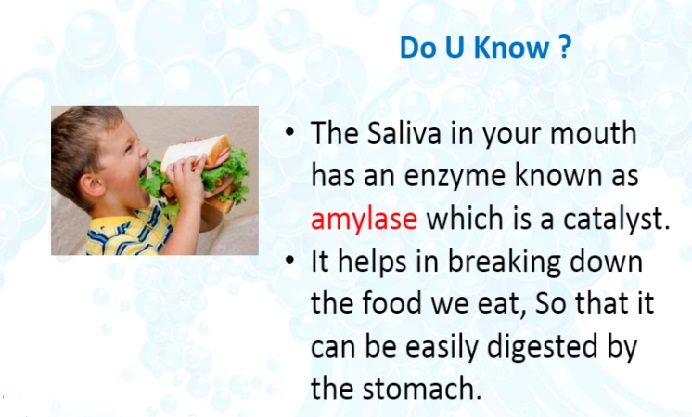 Do U Know ?
• The Saliva in your mouth
has an enzyme known as
amylase which is a catalyst.
• It helps in breaking down
the food we eat, So that it
can be easily digested by
the stomach.